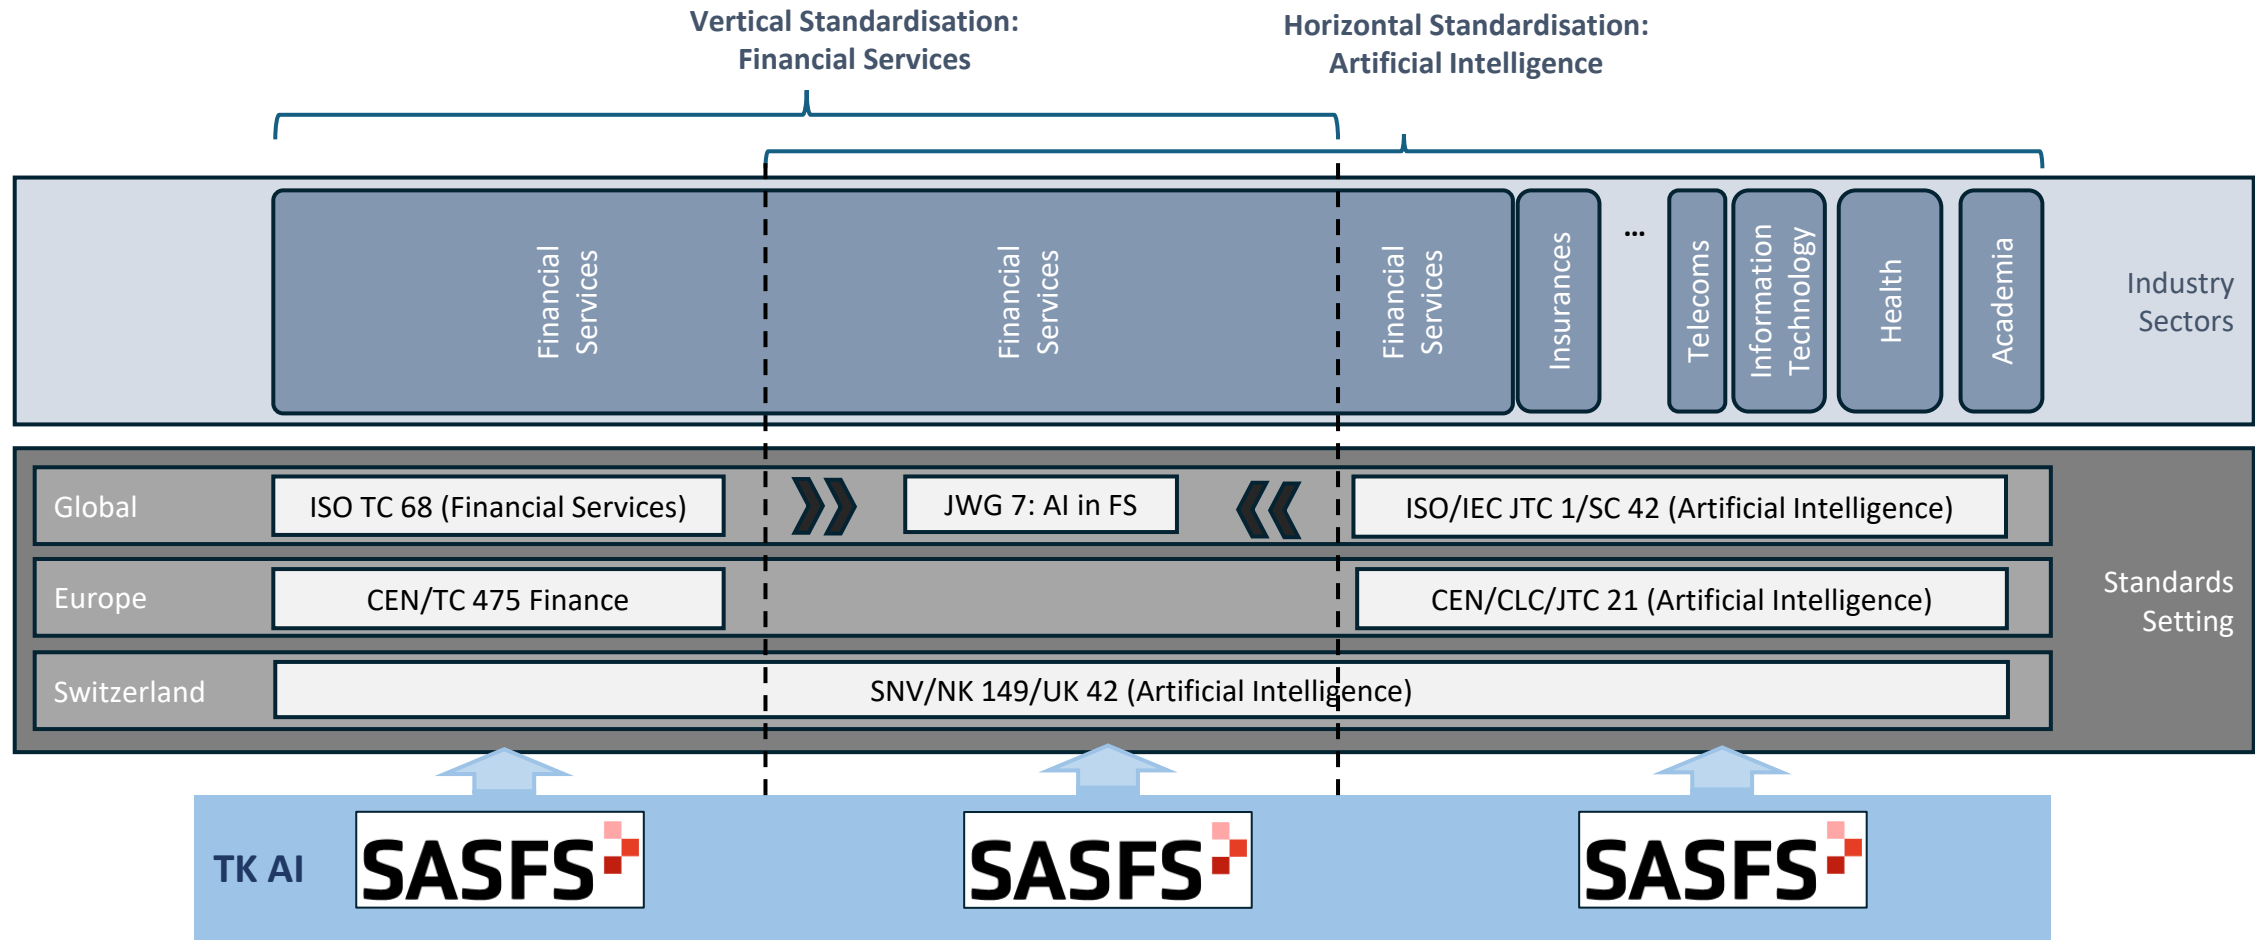 Vertical Standardisation:
Financial Services
Horizontal Standardisation:
Artificial Intelligence
Financial
Services
Financial
Services
Financial
Services
Insurances
...
Telecoms
Information
Technology
Health
Academia
Industry
Sectors
Global
ISO TC 68 (Financial Services)
JWG 7: AI in FS
ISO/IEC JTC 1/SC 42 (Artificial Intelligence)
Europe
CEN/TC 475 Finance
CEN/CLC/JTC 21 (Artificial Intelligence)
Standards
Setting
Switzerland
SNV/NK 149/UK 42 (Artificial Intelligence)
TK AI
SASFS
SASFS
SASFS